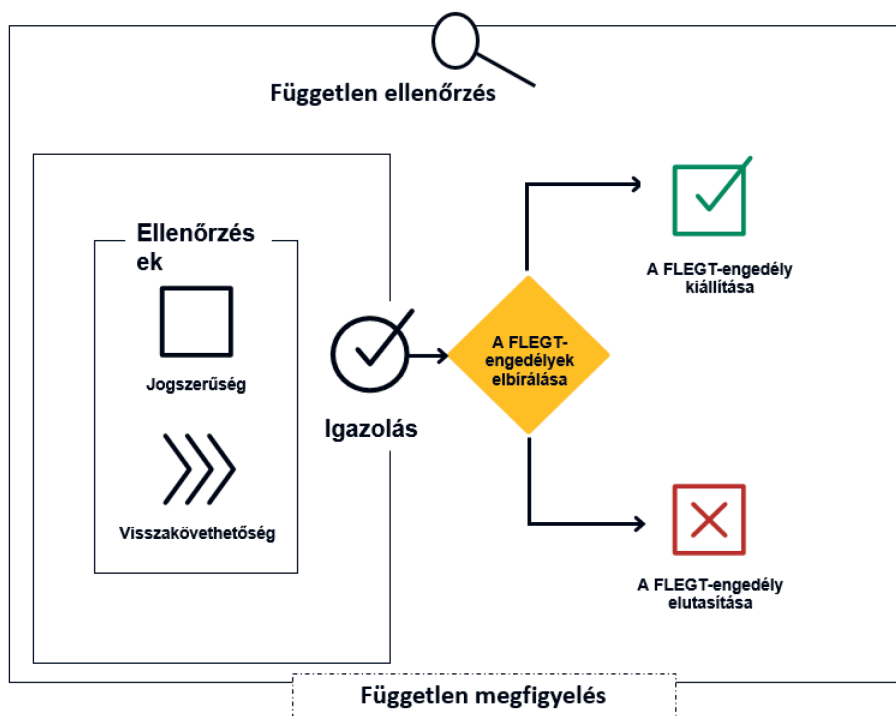 Független ellenőrzés
Ellenőrzés
ek
Jogszerűség
Visszakövethetőség
Igazolás
A FLEGT-
engedélyek
elbírálása
A FLEGT-engedély
kiállítása
A FLEGT-engedély
elutasítása
Független megfigyelés